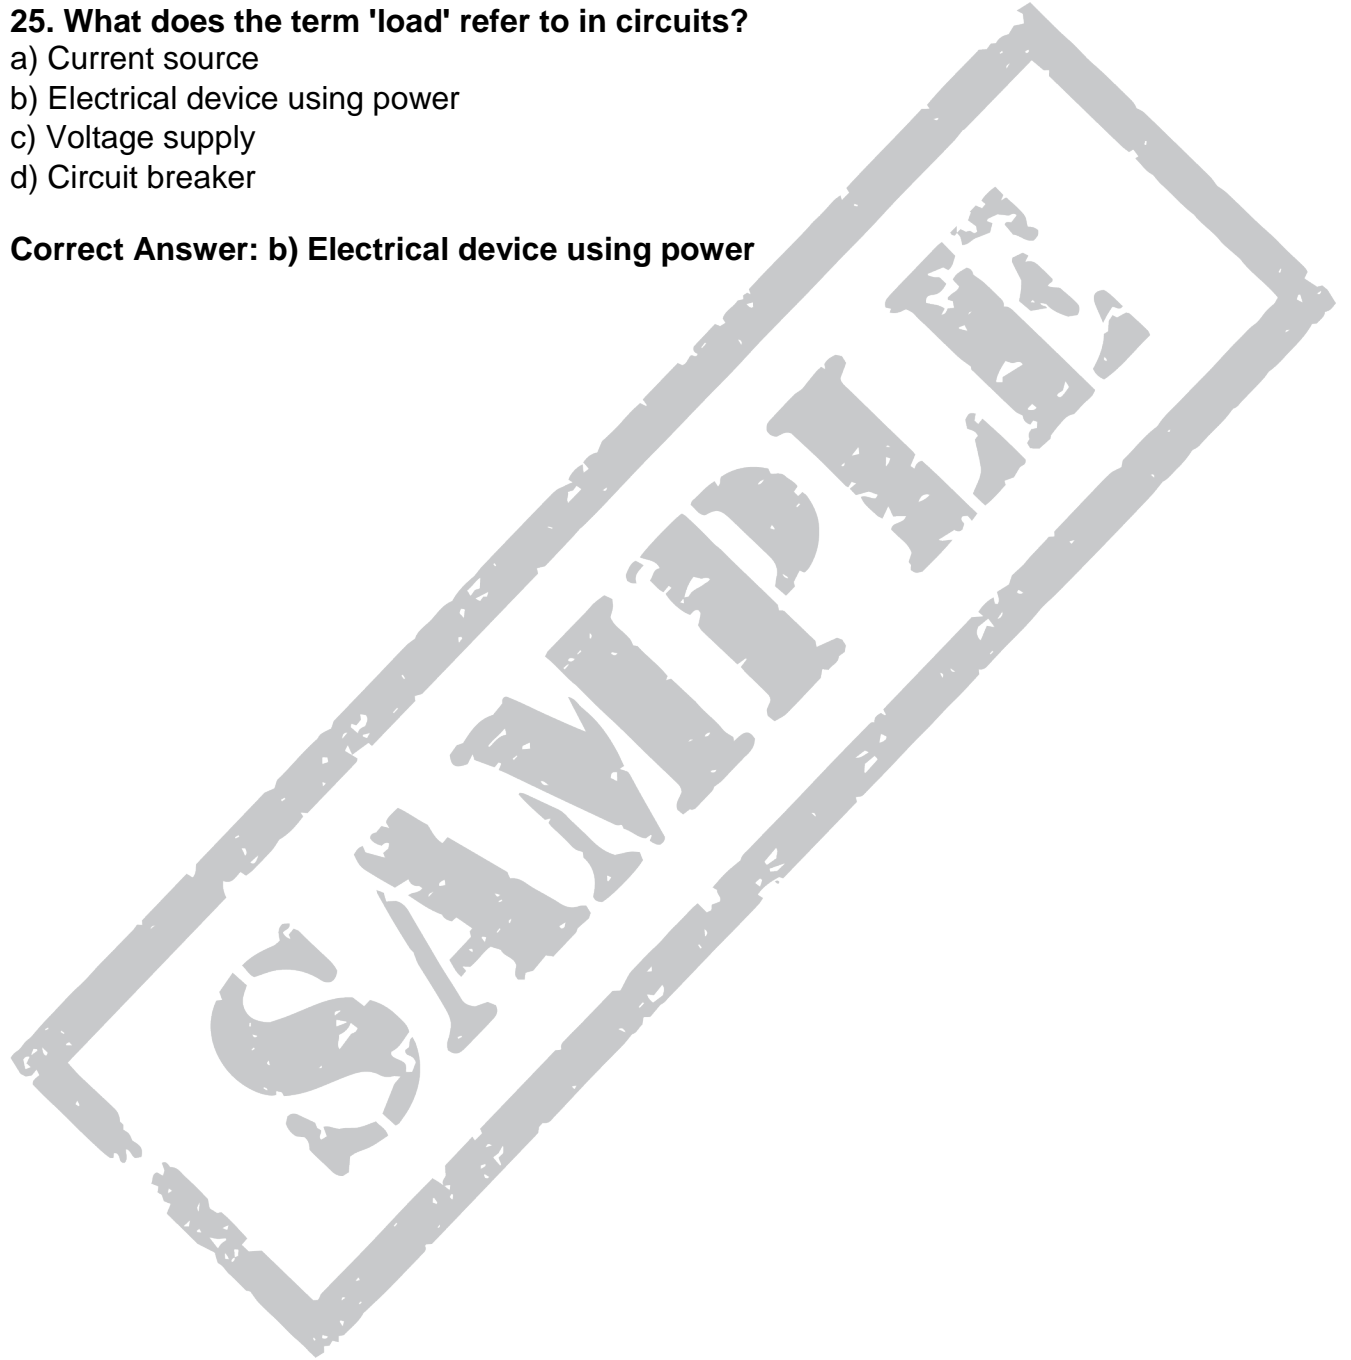 25. What does the term 'load' refer to in circuits?
a) Current source
b) Electrical device using power
c) Voltage supply
d) Circuit breaker
Correct Answer: b) Electrical device using power
SAMPLE